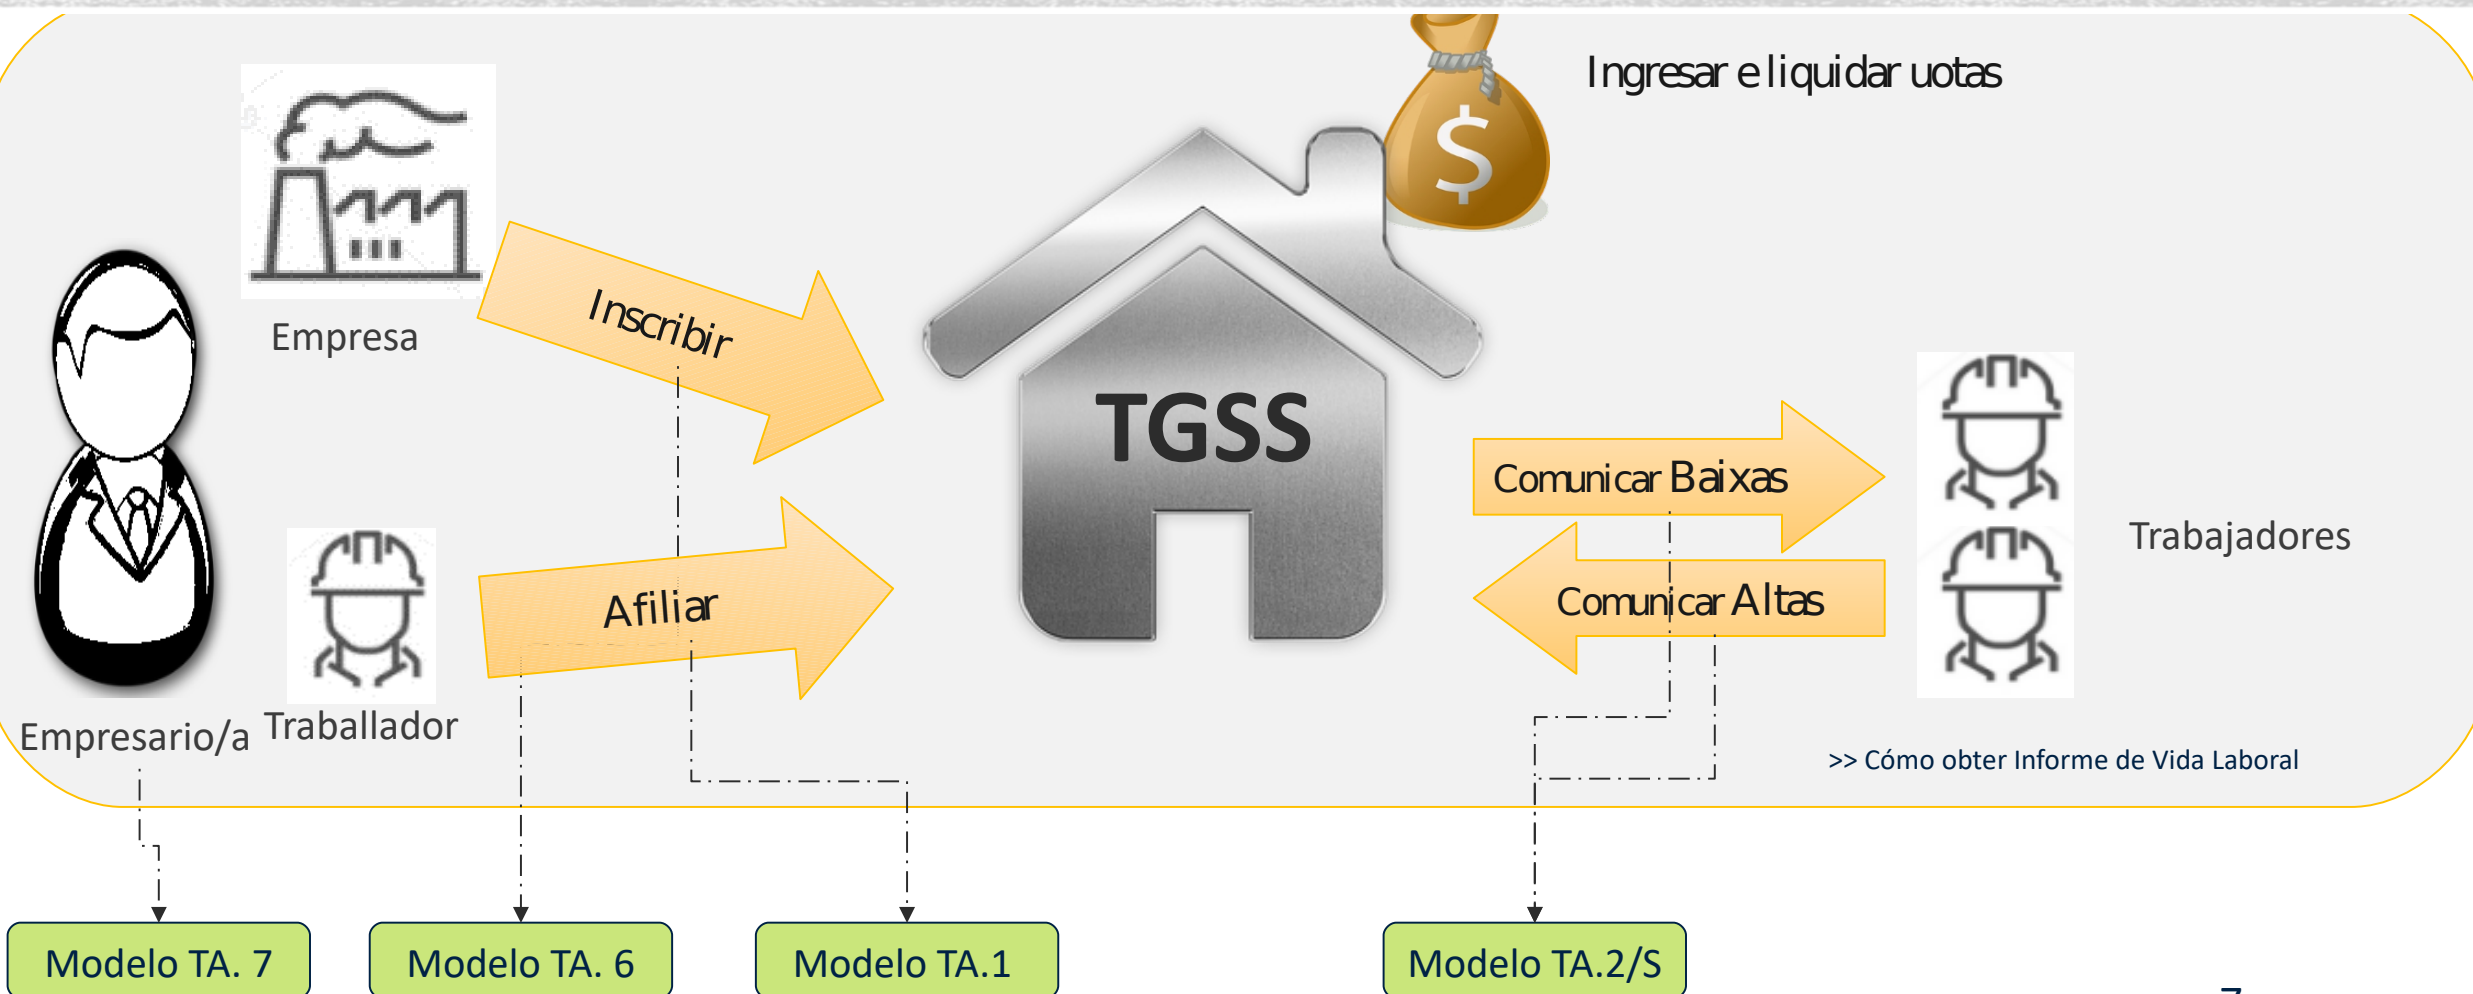 Ingresar e liquidar uotas
$
Inscribir
Empresa
TGSS
Comunicar Baixas
Trabajadores
Afiliar
Comunicar Altas
Traballador
Empresario/a
>> Cómo obter Informe de Vida Laboral
Modelo TA. 7
Modelo TA. 6
Modelo TA.1
Modelo TA.2/S